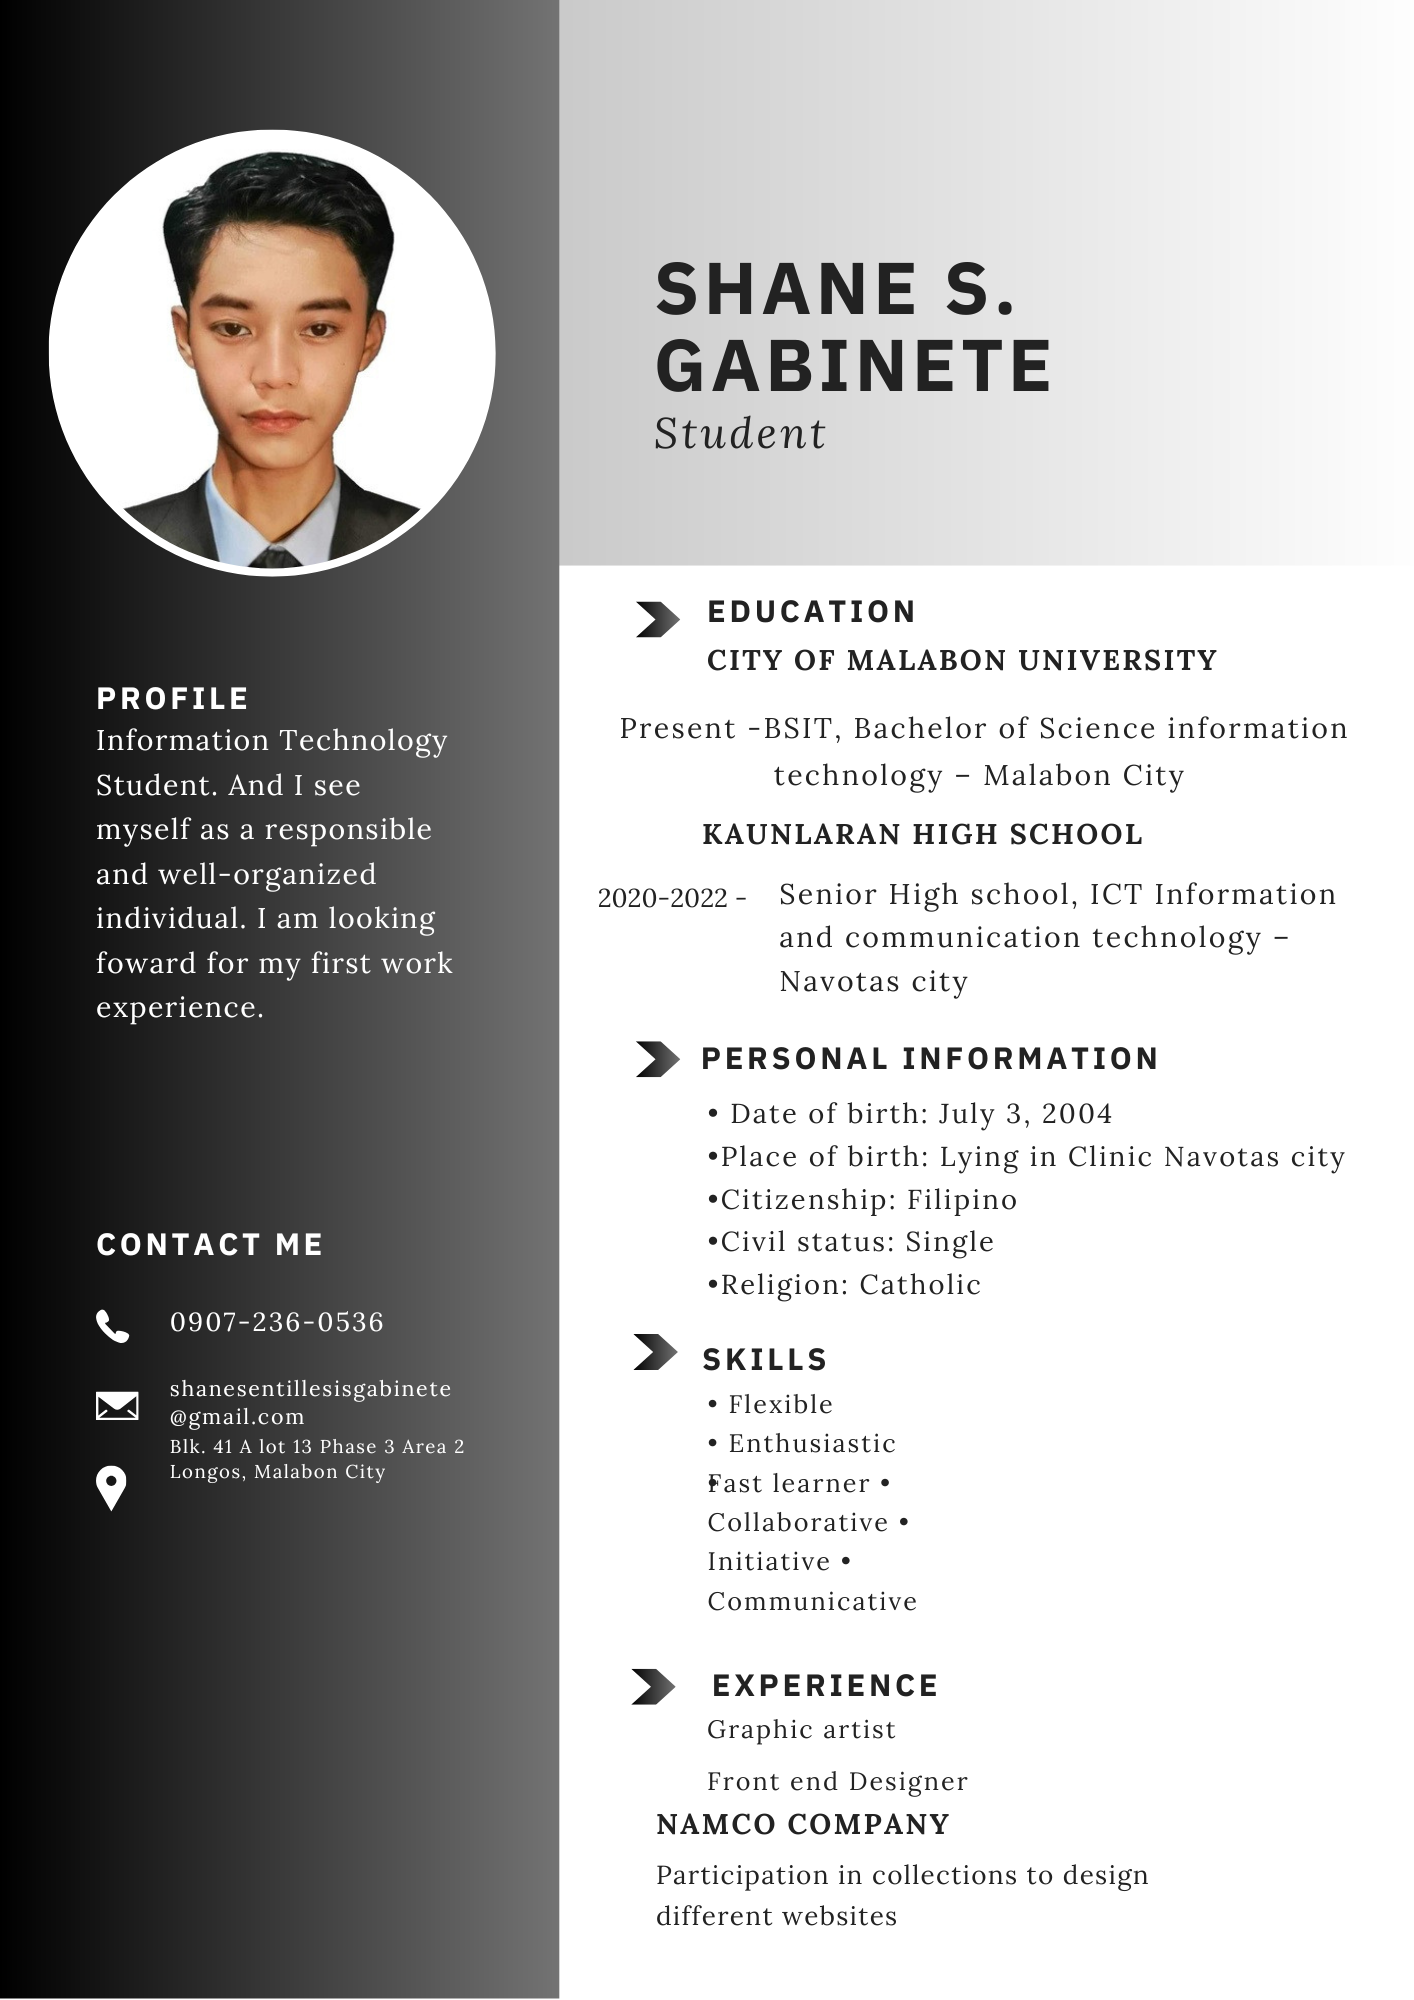 SHANE S.
GABINETE
Student
PROFILE
Information Technology
Student. And I see
myself as a responsible
and well-organized
individual. I am looking
foward for my first work
experience.
CONTACT ME
0907-236-0536
shanesentillesisgabinete
@gmail.com
Blk. 41 A lot 13 Phase 3 Area 2
Longos, Malabon City
EDUCATION
CITY OF MALABON UNIVERSITY
Present -BSIT, Bachelor of Science information
technology – Malabon City
KAUNLARAN HIGH SCHOOL
2020-2022 - Senior High school, ICT Information
and communication technology –
Navotas city
PERSONAL INFORMATION
• Date of birth: July 3, 2004
•Place of birth: Lying in Clinic Navotas city
•Citizenship: Filipino
•Civil status: Single
•Religion: Catholic
SKILLS
• Flexible
• Enthusiastic
•Fast learner •
Collaborative •
Initiative •
Communicative
EXPERIENCE
Graphic artist
Front end Designer
NAMCO COMPANY
Participation in collections to design
different websites